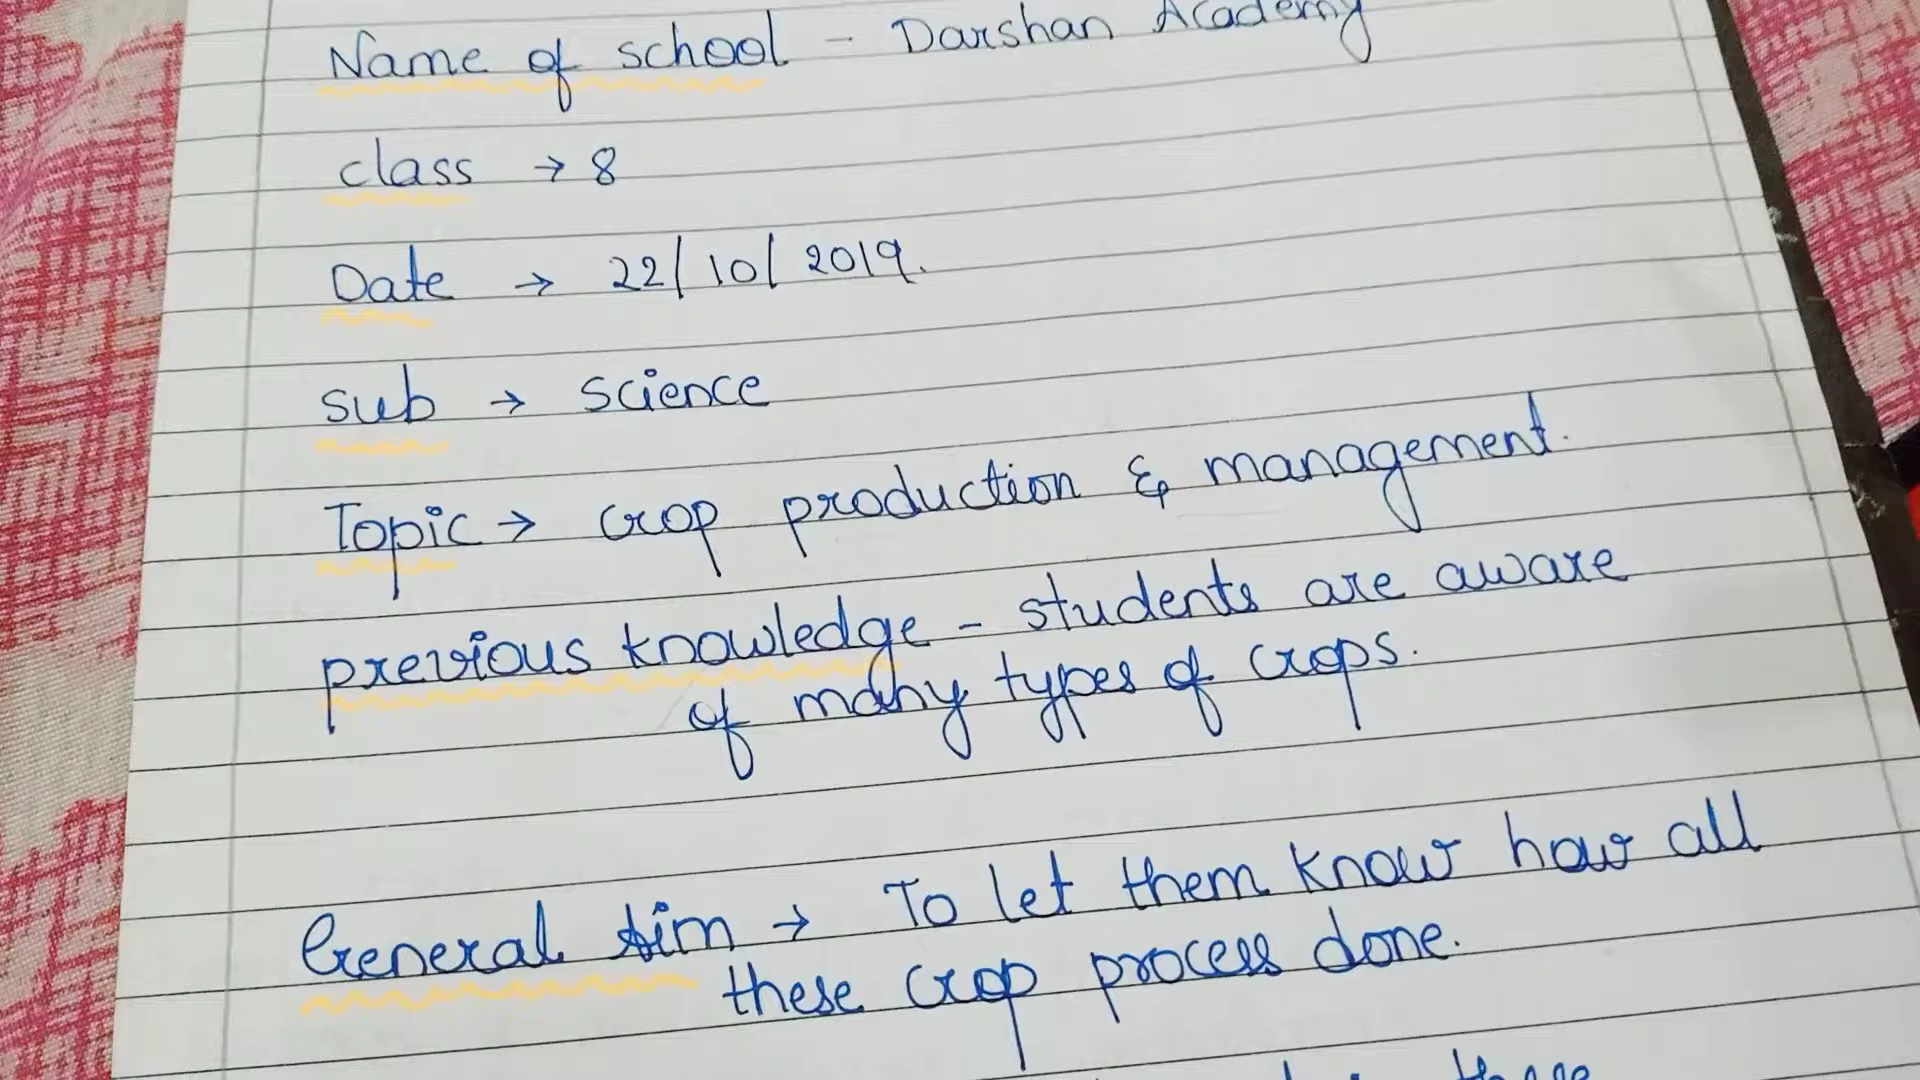 Name of school - Darshan Academy
class → 8
Date → 22/10/2019.
sub → science
Topic → crop production & management.
previous knowledge - students are aware
of many types of crops.
General Aim → To let them know how all
these crop process done.